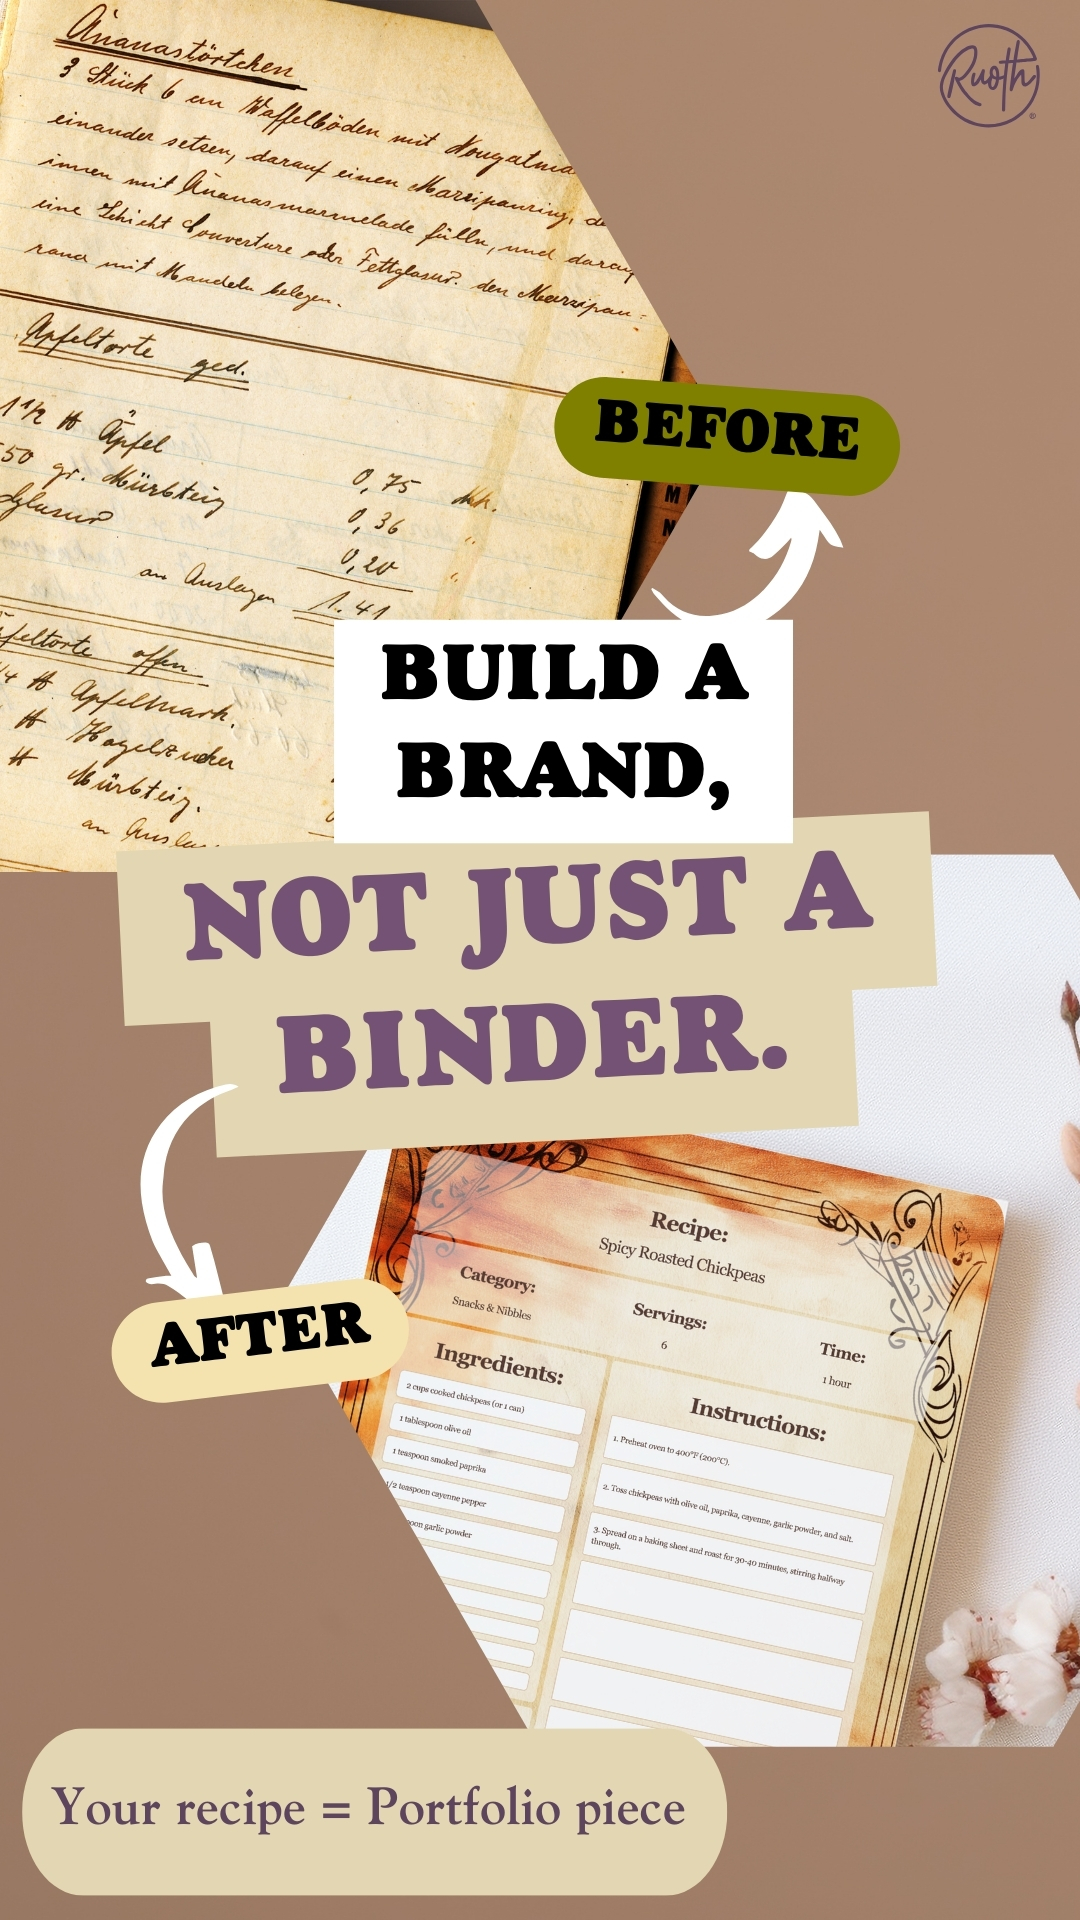 Ananastörtchen
3 Stück 6 cm Waffelböden mit
einander setzen, darauf einen Marzipanring,
innen mit Ananasmarmelade füllen, und darauf
eine Schicht Couverture oder Fettglasur. den Marzipan-
rand mit Mandeln belegen.
Apfeltorte ged.
1 1/2 ℔ Äpfel 0,75 Mk.
50 gr. Mürbteig 0,36 "
0,20 "
an Auslagen 1.41
offen
℔ Apfelmark.
℔ Hagelzucker
℔ Mürbteig.
an
Ruoth
®
BEFORE
M
N
BUILD A
BRAND,
NOT JUST A
BINDER.
AFTER
Recipe:
Spicy Roasted Chickpeas
Category:
Snacks & Nibbles
Servings:
6
Time:
1 hour
Ingredients:
2 cups cooked chickpeas (or 1 can)
1 tablespoon olive oil
1 teaspoon smoked paprika
1/2 teaspoon cayenne pepper
garlic powder
Instructions:
1. Preheat oven to 400°F (200°C).
2. Toss chickpeas with olive oil, paprika, cayenne, garlic powder, and salt.
3. Spread on a baking sheet and roast for 30-40 minutes, stirring halfway
through.
Your recipe = Portfolio piece